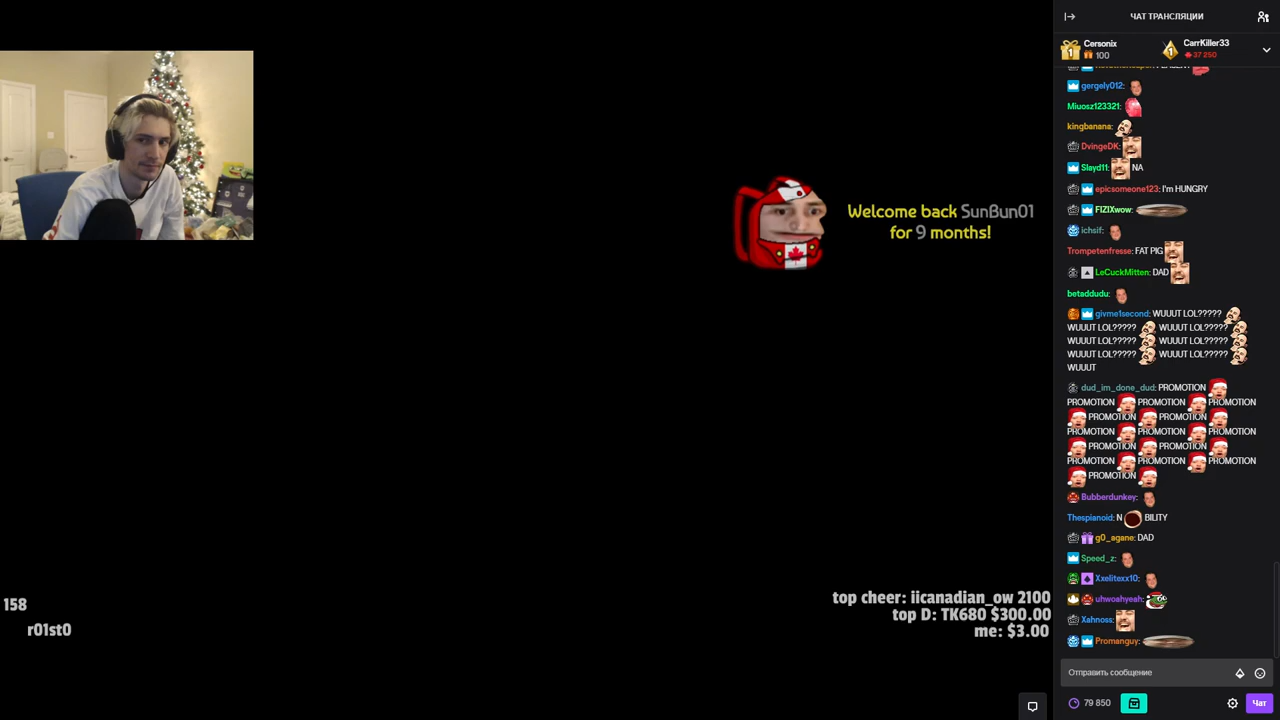 Welcome back SunBun01
for 9 months!
158
r01st0
top cheer: iicanadian_ow 2100
top D: TK680 $300.00
me: $3.00
ЧАТ ТРАНСЛЯЦИИ
Cersonix
100
CarrKiller33
37 250
gergely012:
Miuosz123321:
kingbanana:
DvingeDK:
Slayd11: NA
epicsomeone123: I'm HUNGRY
FIZIXwow:
ichsif:
Trompetenfresse: FAT PIG
LeCuckMitten: DAD
betaddudu:
givme1second: WUUUT LOL?????
WUUUT LOL????? WUUUT LOL?????
WUUUT LOL????? WUUUT LOL?????
WUUUT LOL????? WUUUT LOL?????
WUUUT
dud_im_done_dud: PROMOTION
PROMOTION PROMOTION PROMOTION
PROMOTION PROMOTION
PROMOTION PROMOTION PROMOTION
PROMOTION PROMOTION
PROMOTION PROMOTION PROMOTION
PROMOTION
Bubberdunkey:
Thespianoid: N BILITY
g0_agane: DAD
Speed_z:
Xxelitexx10:
uhwoahyeah:
Xahnoss:
Promanguy:
Отправить сообщение
79 850
Чат